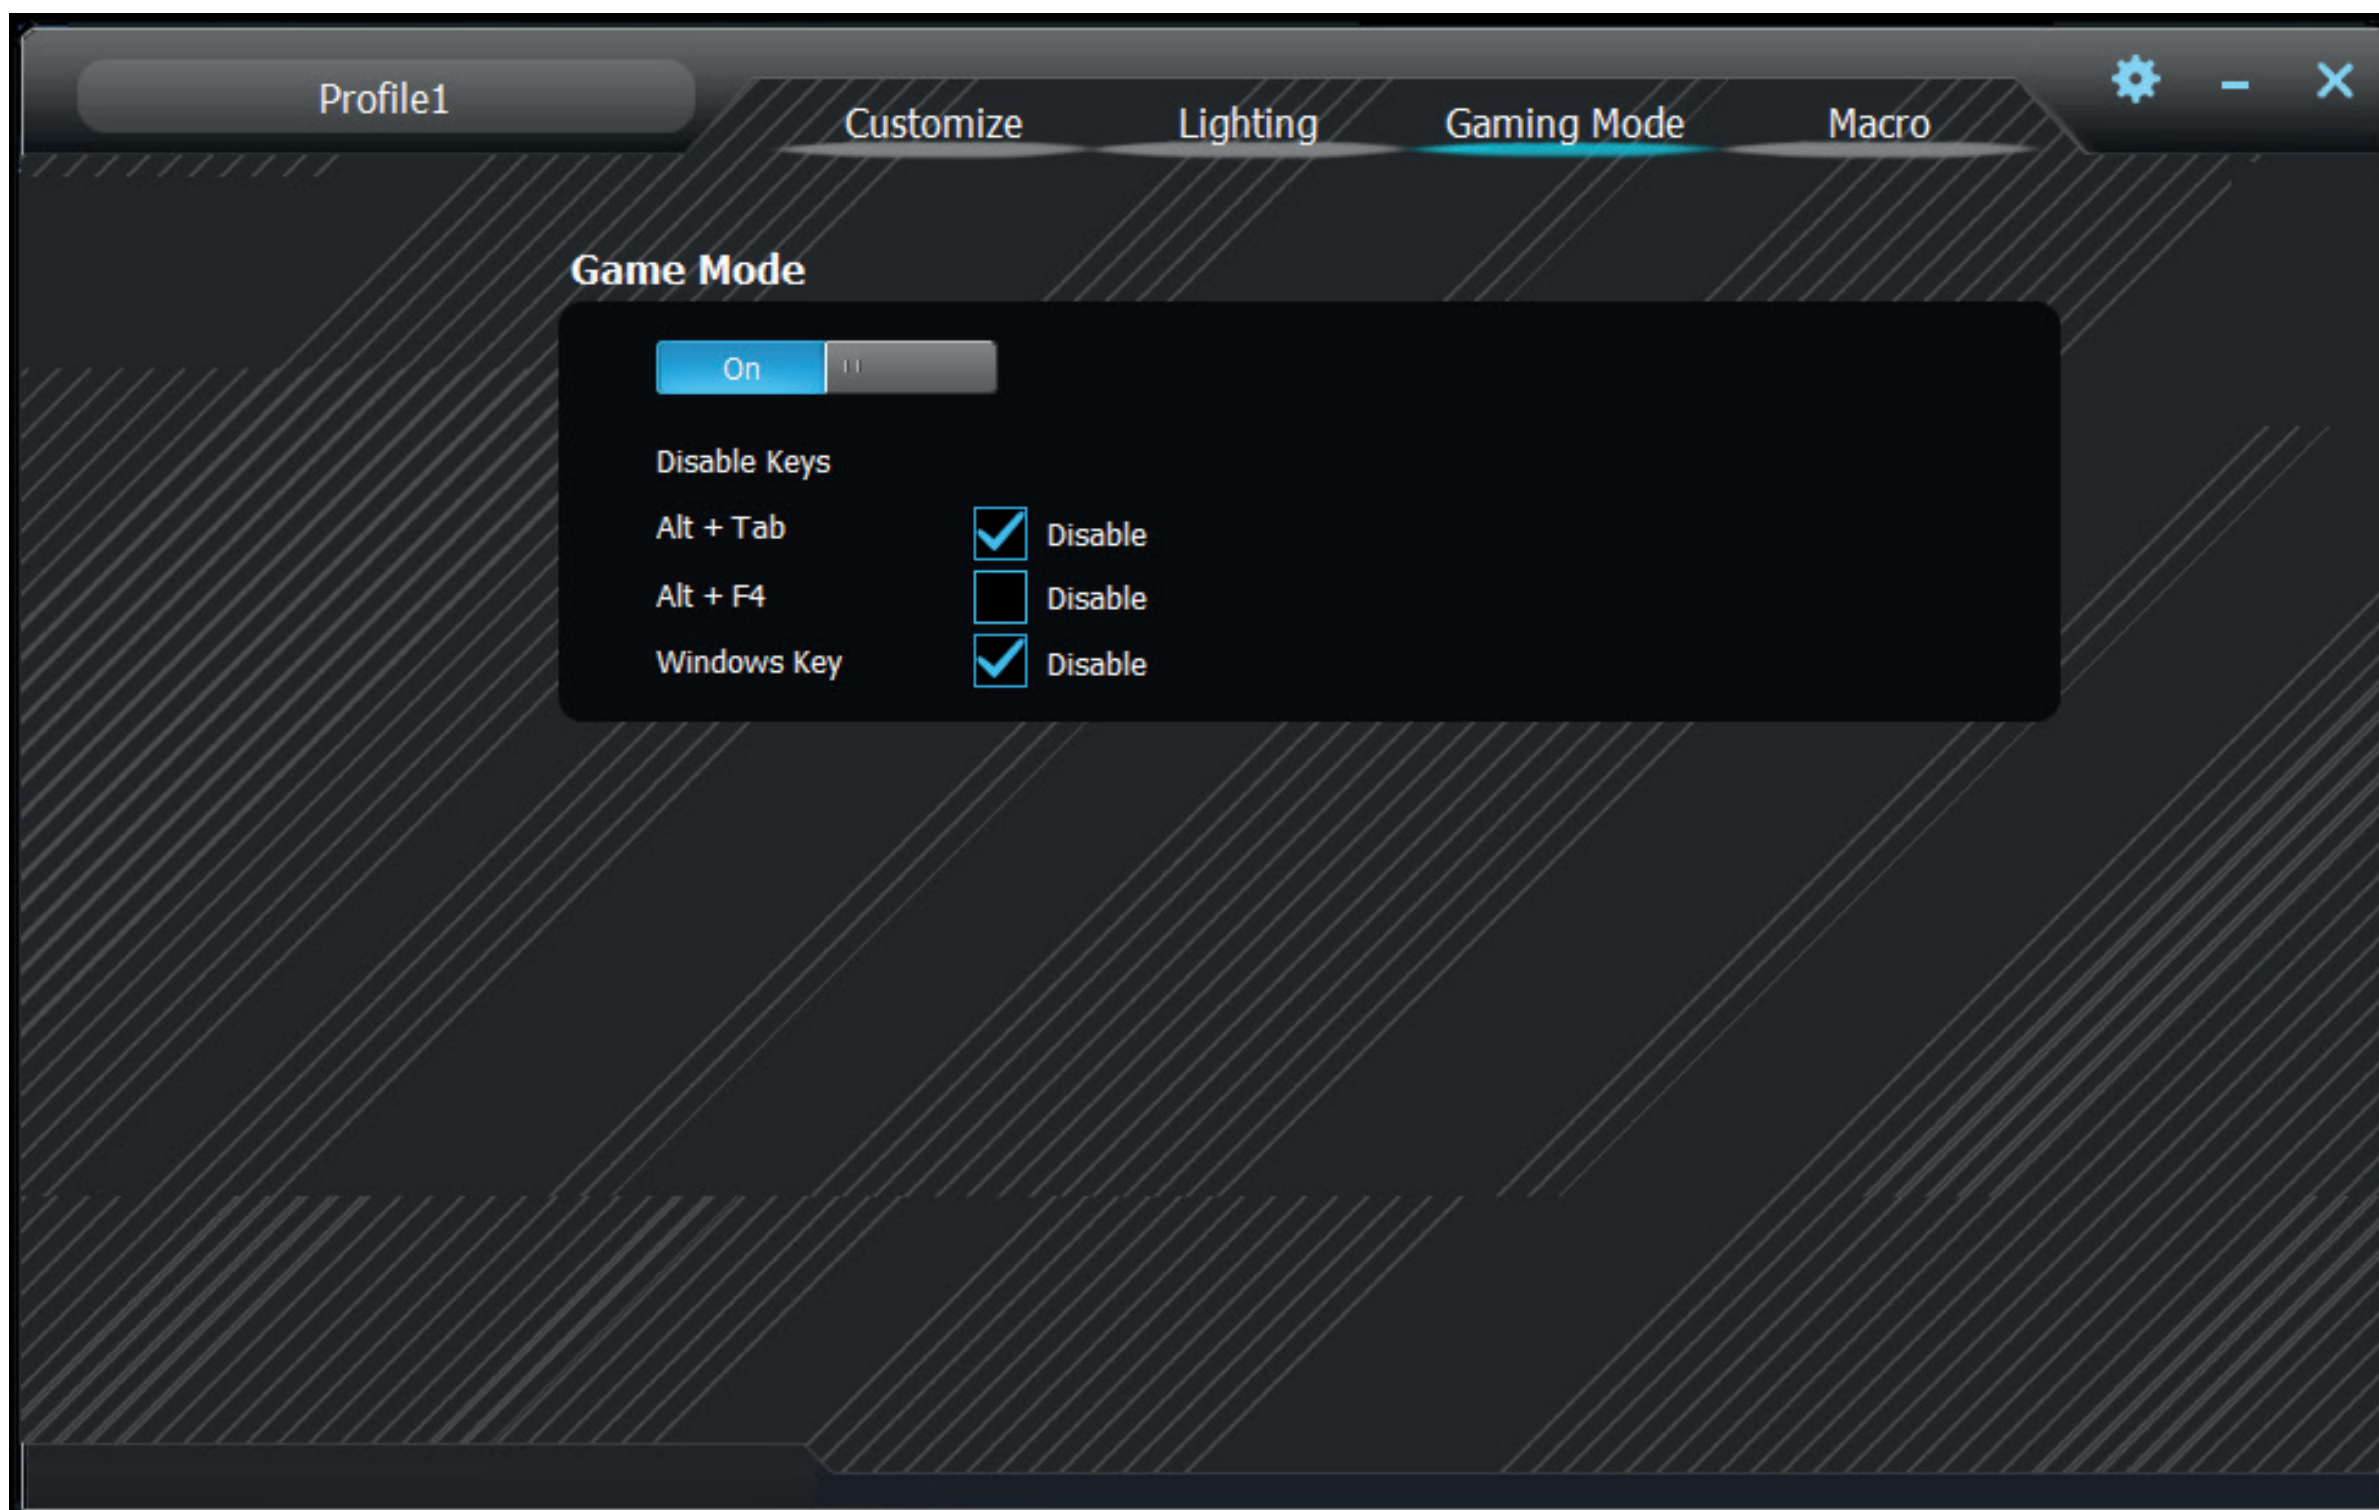 Profile1
Customize Lighting Gaming Mode Macro
Game Mode
On
Disable Keys
Alt + Tab Disable
Alt + F4 Disable
Windows Key Disable